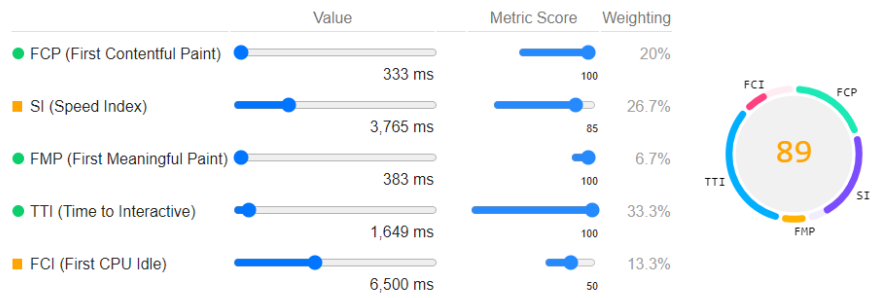 Value Metric Score Weighting
FCP (First Contentful Paint) 20%
333 ms 100
SI (Speed Index) 26.7%
3,765 ms 85
FMP (First Meaningful Paint) 6.7%
383 ms 100
TTI (Time to Interactive) 33.3%
1,649 ms 100
FCI (First CPU Idle) 13.3%
6,500 ms 50
FCI
FCP
89
TTI
SI
FMP